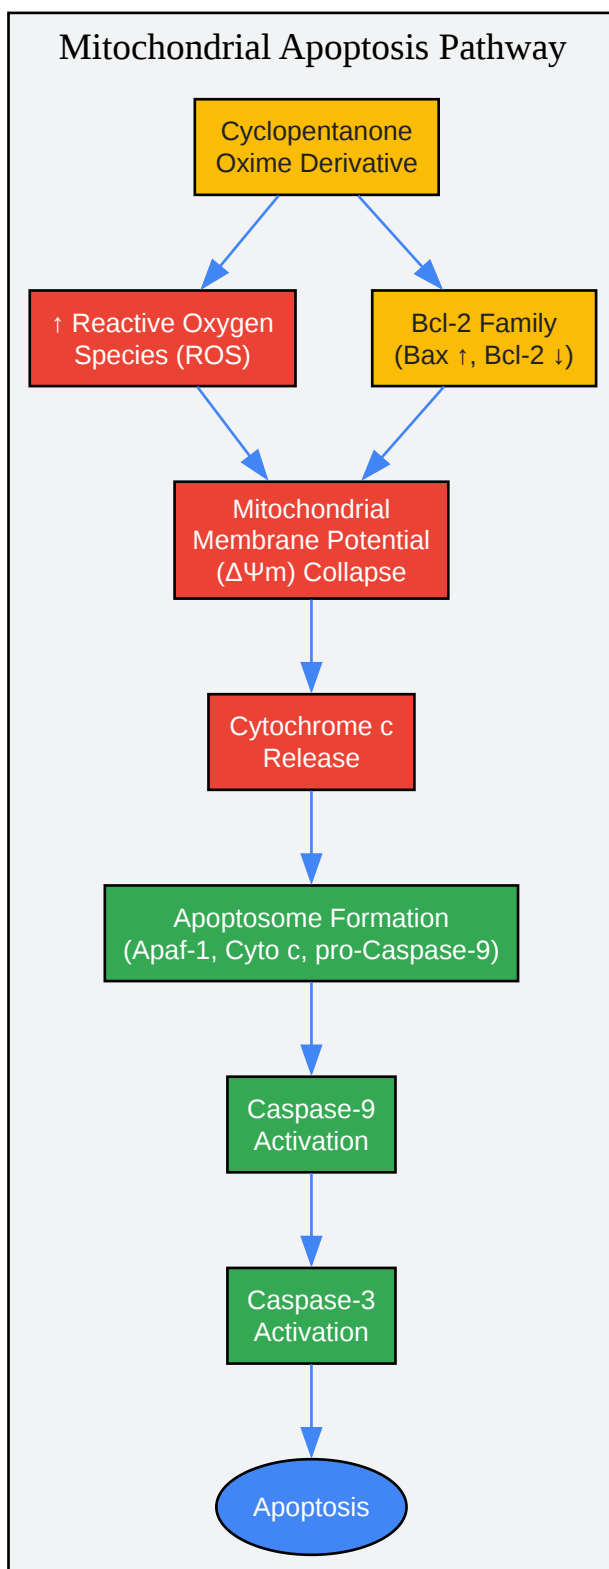 Mitochondrial Apoptosis Pathway
Cyclopentanone
Oxime Derivative
↑ Reactive Oxygen
Species (ROS)
Bcl-2 Family
(Bax ↑, Bcl-2 ↓)
Mitochondrial
Membrane Potential
(ΔΨm) Collapse
Cytochrome c
Release
Apoptosome Formation
(Apaf-1, Cyto c, pro-Caspase-9)
Caspase-9
Activation
Caspase-3
Activation
Apoptosis